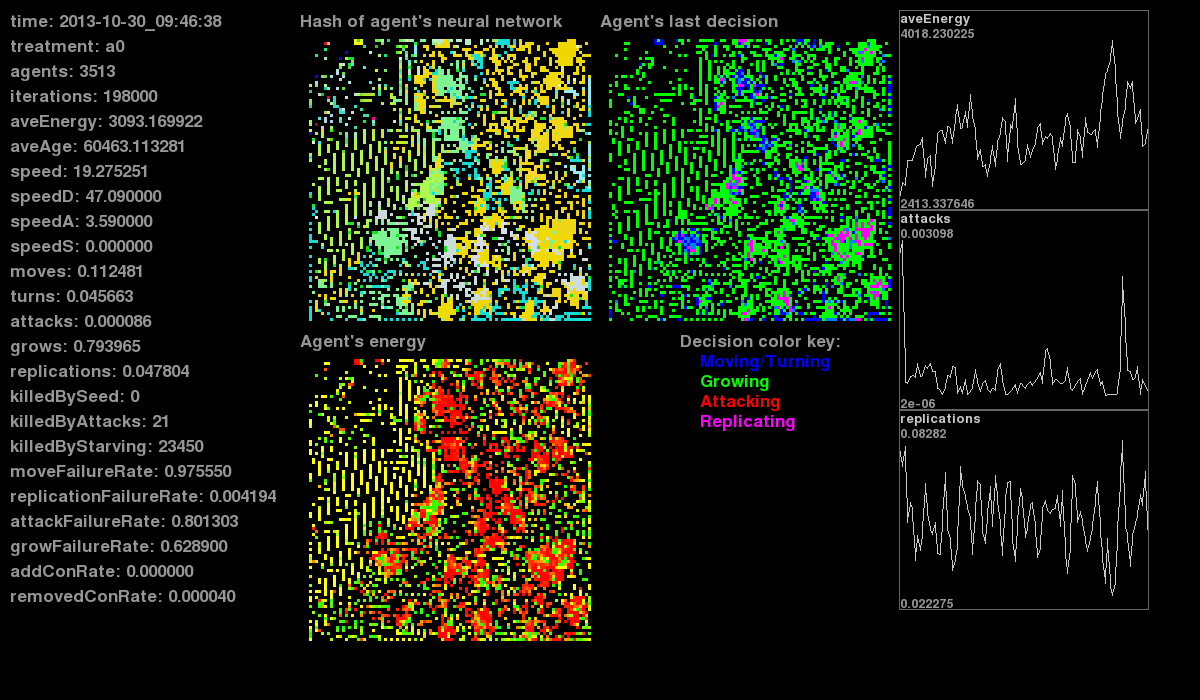 time: 2013-10-30_09:46:38
treatment: a0
agents: 3513
iterations: 198000
aveEnergy: 3093.169922
aveAge: 60463.113281
speed: 19.275251
speedD: 47.090000
speedA: 3.590000
speedS: 0.000000
moves: 0.112481
turns: 0.045663
attacks: 0.000086
grows: 0.793965
replications: 0.047804
killedBySeed: 0
killedByAttacks: 21
killedByStarving: 23450
moveFailureRate: 0.975550
replicationFailureRate: 0.004194
attackFailureRate: 0.801303
growFailureRate: 0.628900
addConRate: 0.000000
removedConRate: 0.000040
Hash of agent's neural network
Agent's last decision
Agent's energy
Decision color key:
Moving/Turning
Growing
Attacking
Replicating
aveEnergy
4018.230225
2413.337646
attacks
0.003098
2e-06
replications
0.08282
0.022275